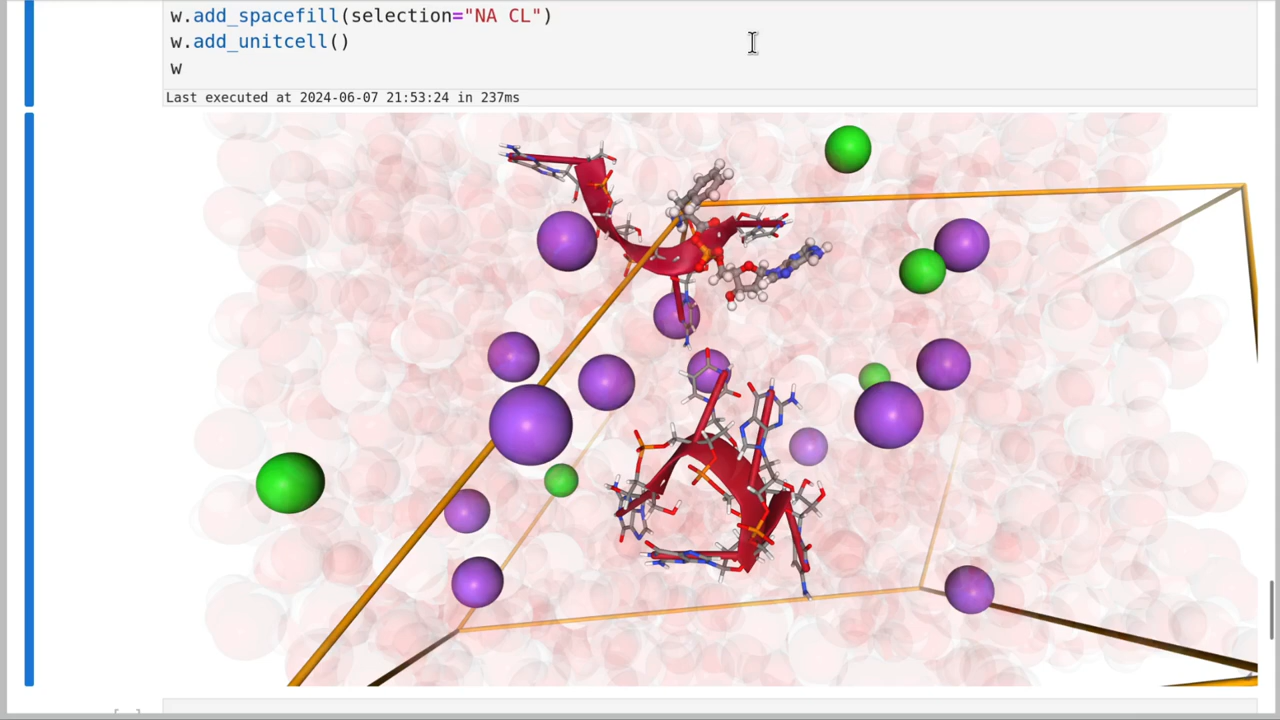 w.add_spacefill(selection="NA CL")
w.add_unitcell()
w
Last executed at 2024-06-07 21:53:24 in 237ms
[ ]